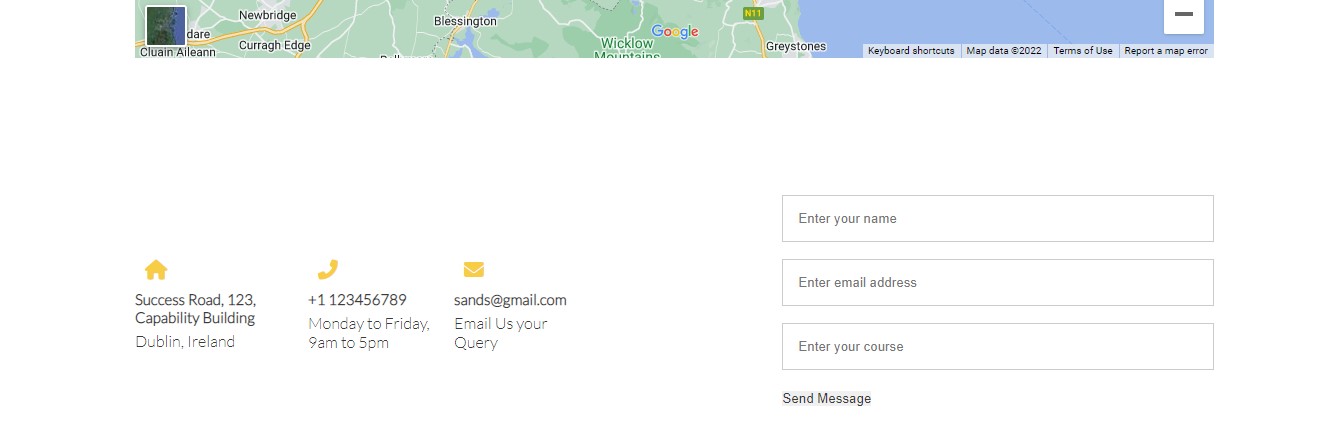 Newbridge
Blessington
N11
dare
Google
Curragh Edge
Wicklow
Greystones
Cluain Aileann
Mountains
Keyboard shortcuts
Map data ©2022
Terms of Use
Report a map error
Enter your name
Enter email address
Success Road, 123,
Capability Building
Dublin, Ireland
+1 123456789
Monday to Friday,
9am to 5pm
sands@gmail.com
Email Us your
Query
Enter your course
Send Message